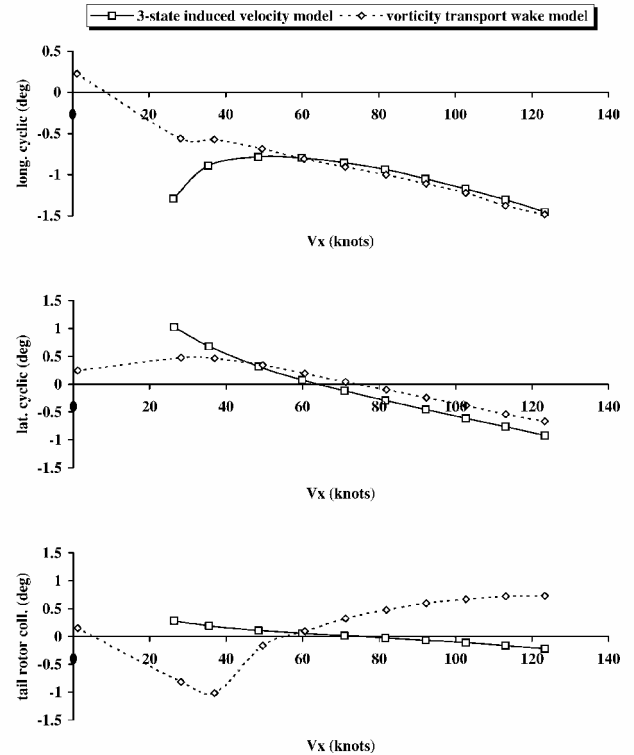 3-state induced velocity model vorticity transport wake model
0.5
0
-0.5
-1
-1.5
long. cyclic (deg)
0 20 40 60 80 100 120 140
Vx (knots)
1.5
1
0.5
0
-0.5
-1
-1.5
lat. cyclic (deg)
0 20 40 60 80 100 120 140
Vx (knots)
1.5
1
0.5
0
-0.5
-1
-1.5
tail rotor coll. (deg)
0 20 40 60 80 100 120 140
Vx (knots)